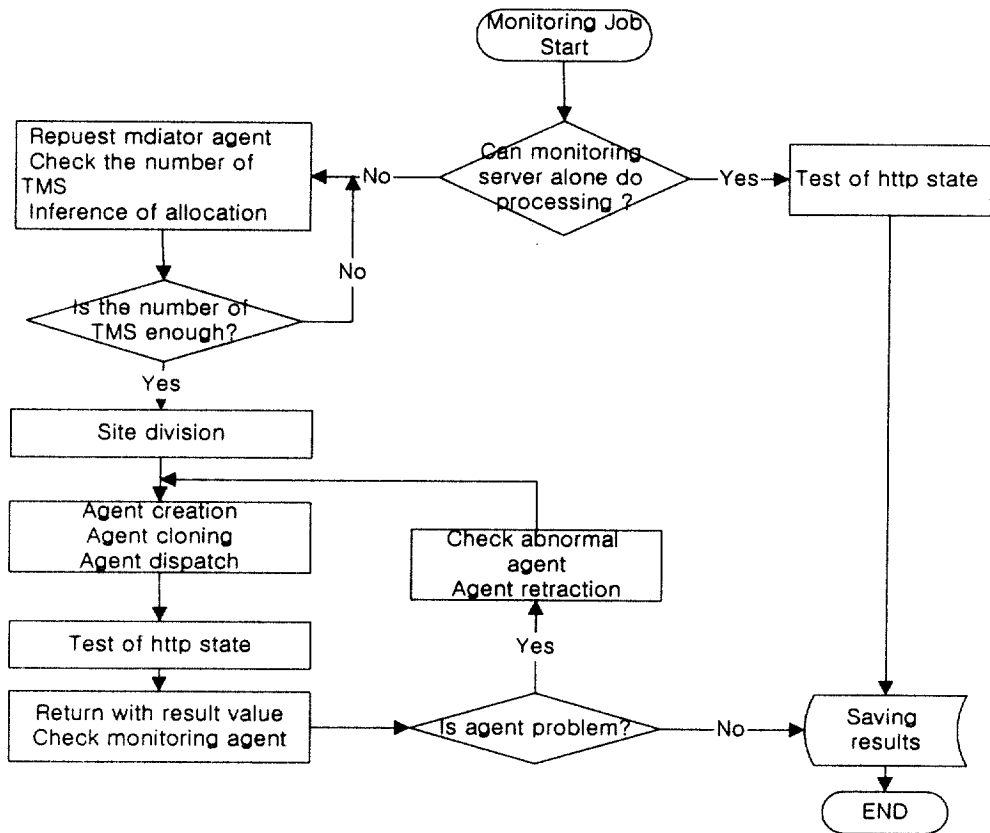 Monitoring Job
Start
Can monitoring
server alone do
processing ?
No
Yes
Repuest mdiator agent
Check the number of
TMS
Inference of allocation
Test of http state
No
Is the number of
TMS enough?
Yes
Site division
Agent creation
Agent cloning
Agent dispatch
Check abnormal
agent
Agent retraction
Test of http state
Yes
Return with result value
Check monitoring agent
Is agent problem?
No
Saving
results
END